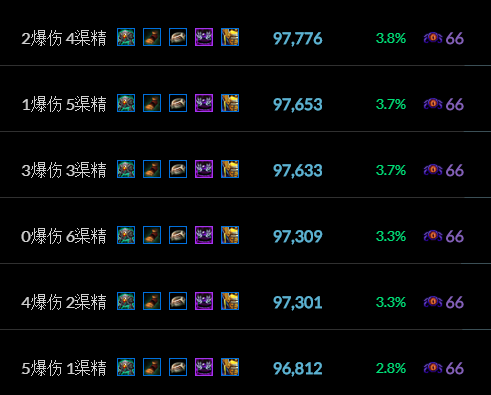 2爆伤 4渠精 97,776 3.8% 66
1爆伤 5渠精 97,653 3.7% 66
3爆伤 3渠精 97,633 3.7% 66
0爆伤 6渠精 97,309 3.3% 66
4爆伤 2渠精 97,301 3.3% 66
5爆伤 1渠精 96,812 2.8% 66